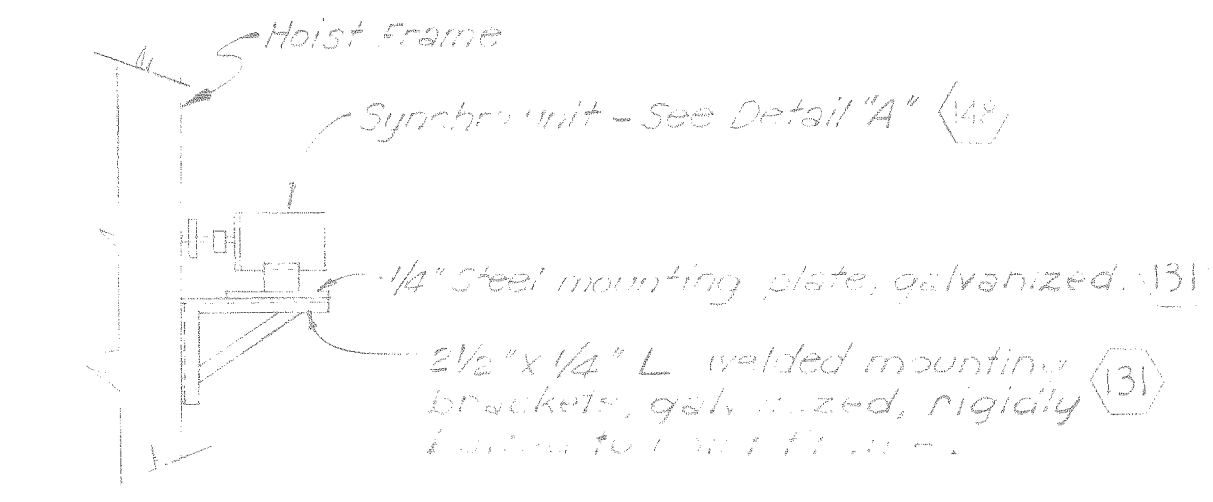 Hoist Frame
Synchro unit - See Detail "A" 148
1/4" Steel mounting plate, galvanized. 131
2 1/2" x 1/4" L welded mounting 131
brackets, galvanized, rigidly
to